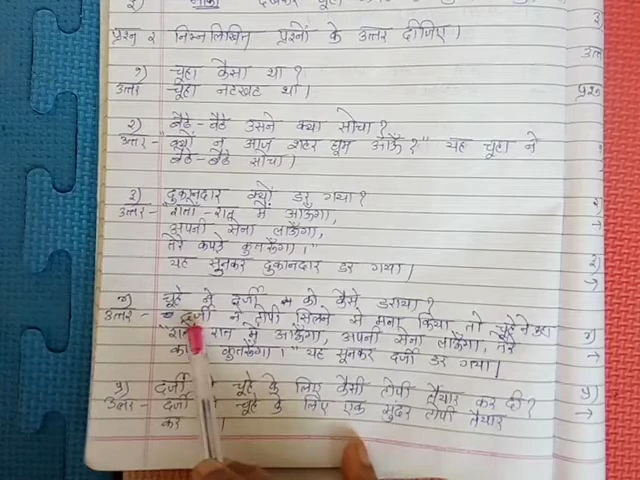 प्रश्न २ निम्नलिखित प्रश्नों के उत्तर दीजिए।
१) चूहा कैसा था?
उत्तर चूहा नटखट था।
२) बैठे-बैठे उसने क्या सोचा?
उत्तर- "क्यों न आज शहर घूम आऊँ?" यह चूहा ने
बैठे-बैठे सोचा।
३) दुकानदार क्यों डर गया?
उत्तर- रातों-रात में आऊँगा,
अपनी सेना लाऊँगा,
तेरे कपड़े कुतरूँगा।"
यह सुनकर दुकानदार डर गया।
४) चूहे ने दर्जी को कैसे डराया?
उत्तर- दर्जी ने टोपी सिलने से मना किया तो चूहे ने कहा
रात में आऊँगा, अपनी सेना लाऊँगा, तेरे
कुतरूँगा।" यह सुनकर दर्जी डर गया।
५) दर्जी ने चूहे के लिए कैसी टोपी तैयार कर दी?
उत्तर- दर्जी चूहे के लिए एक सुंदर टोपी तैयार
कर